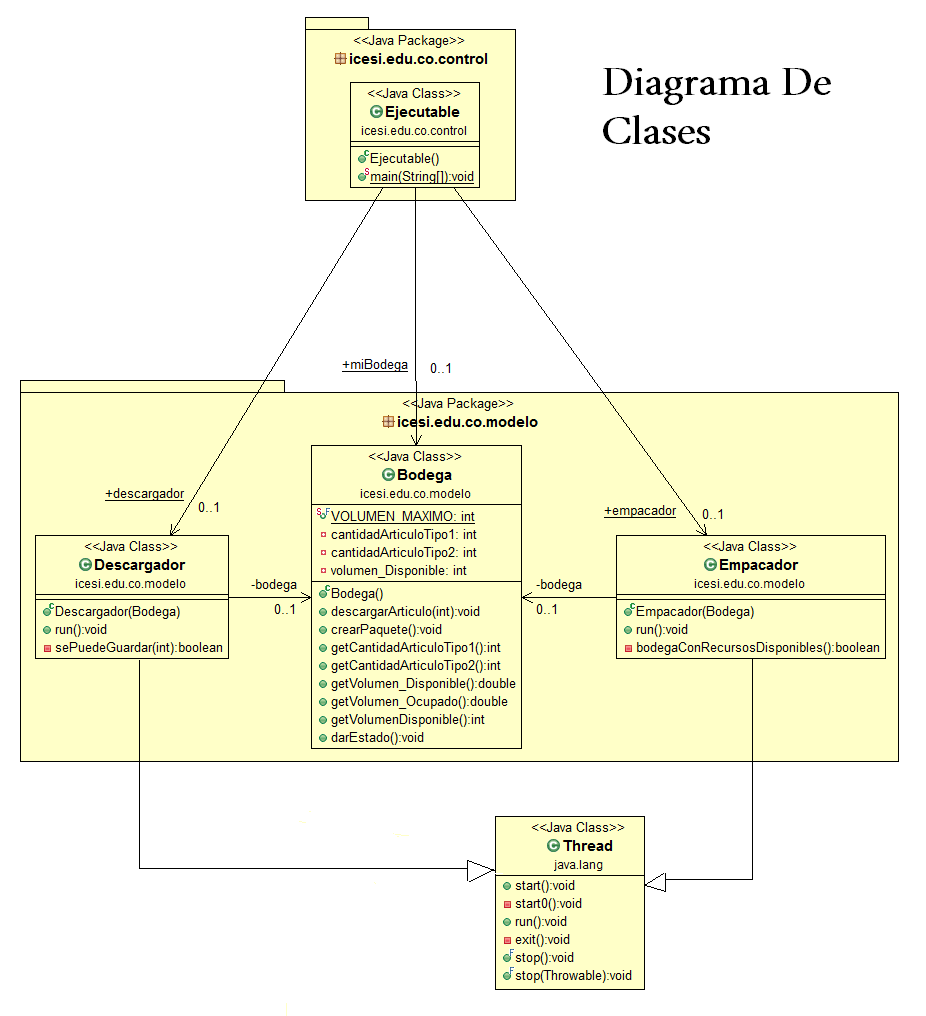 <<Java Package>>
icesi.edu.co.control
<<Java Class>>
Ejecutable
icesi.edu.co.control
Ejecutable()
main(String[]):void
Diagrama De
Clases
+miBodega
0..1
<<Java Package>>
icesi.edu.co.modelo
+descargador
0..1
+empacador
0..1
<<Java Class>>
Descargador
icesi.edu.co.modelo
Descargador(Bodega)
run():void
sePuedeGuardar(int):boolean
-bodega
0..1
<<Java Class>>
Bodega
icesi.edu.co.modelo
VOLUMEN_MAXIMO: int
cantidadArticuloTipo1: int
cantidadArticuloTipo2: int
volumen_Disponible: int
Bodega()
descargarArticulo(int):void
crearPaquete():void
getCantidadArticuloTipo1():int
getCantidadArticuloTipo2():int
getVolumen_Disponible():double
getVolumen_Ocupado():double
getVolumenDisponible():int
darEstado():void
-bodega
0..1
<<Java Class>>
Empacador
icesi.edu.co.modelo
Empacador(Bodega)
run():void
bodegaConRecursosDisponibles():boolean
<<Java Class>>
Thread
java.lang
start():void
start0():void
run():void
exit():void
stop():void
stop(Throwable):void